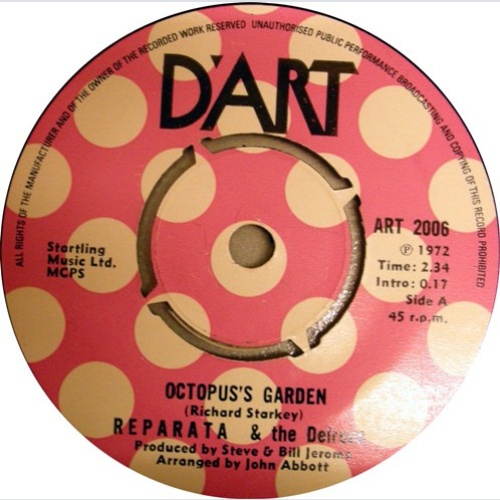 ALL RIGHTS OF THE MANUFACTURER AND OF THE OWNER OF THE RECORDED WORK RESERVED UNAUTHORISED PUBLIC PERFORMANCE BROADCASTING AND COPYING OF THIS RECORD PROHIBITED
D'ART
ART 2006
Ⓟ 1972
Time: 2.34
Intro: 0.17
Side A
45 r.p.m.
Startling
Music Ltd.
MCPS
OCTOPUS'S GARDEN
(Richard Starkey)
REPARATA & the
Produced by Steve & Bill Jerome
Arranged by John Abbott